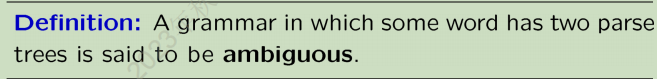 Definition: A grammar in which some word has two parse
trees is said to be ambiguous.